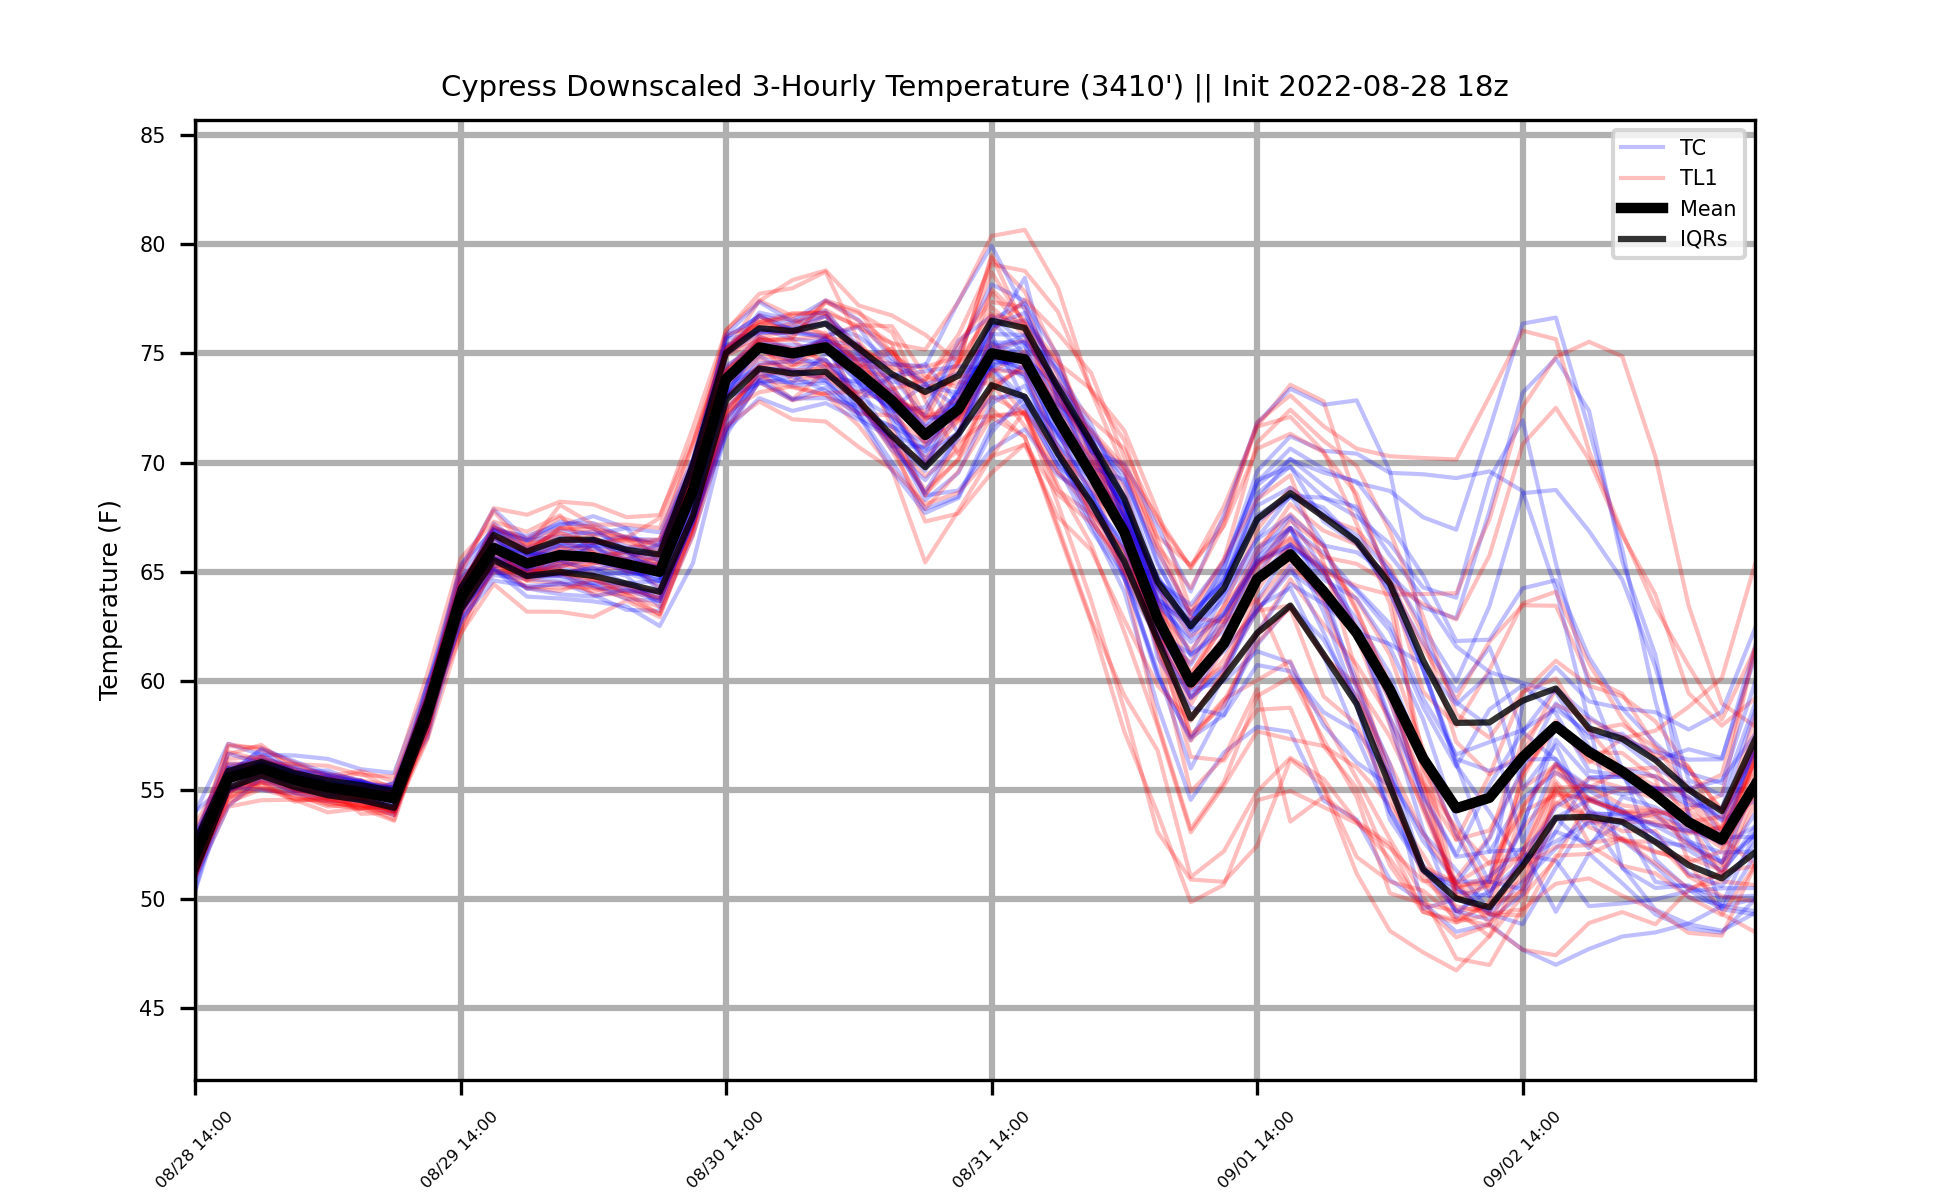 Cypress Downscaled 3-Hourly Temperature (3410') || Init 2022-08-28 18z
TC
TL1
Mean
IQRs
Temperature (F)
85
80
75
70
65
60
55
50
45
08/28 14:00
08/29 14:00
08/30 14:00
08/31 14:00
09/01 14:00
09/02 14:00